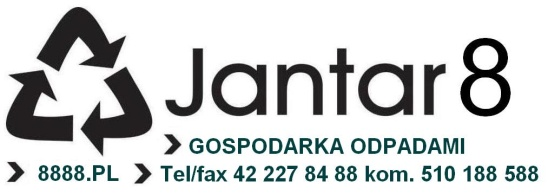 Jantar 8
GOSPODARKA ODPADAMI
8888.PL Tel/fax 42 227 84 88 kom. 510 188 588